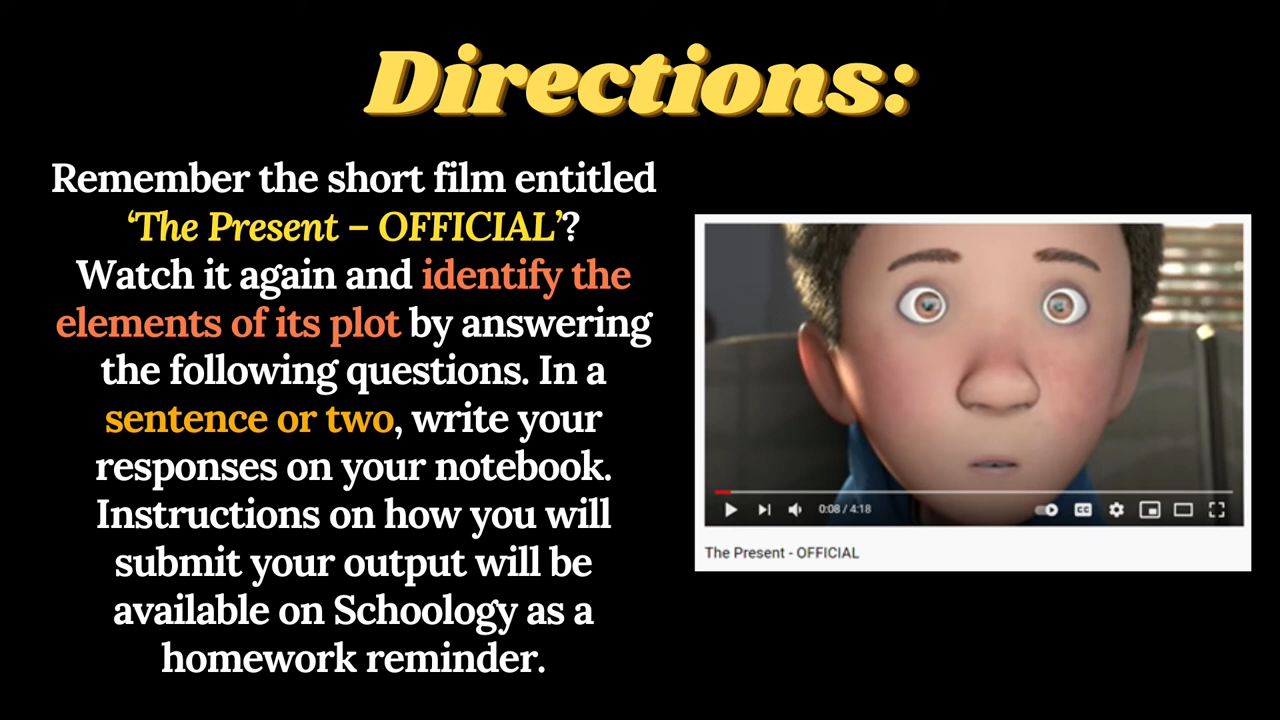 Directions:
Remember the short film entitled
‘The Present – OFFICIAL’?
Watch it again and identify the
elements of its plot by answering
the following questions. In a
sentence or two, write your
responses on your notebook.
Instructions on how you will
submit your output will be
available on Schoology as a
homework reminder.
0:08 / 4:18
CC
The Present - OFFICIAL